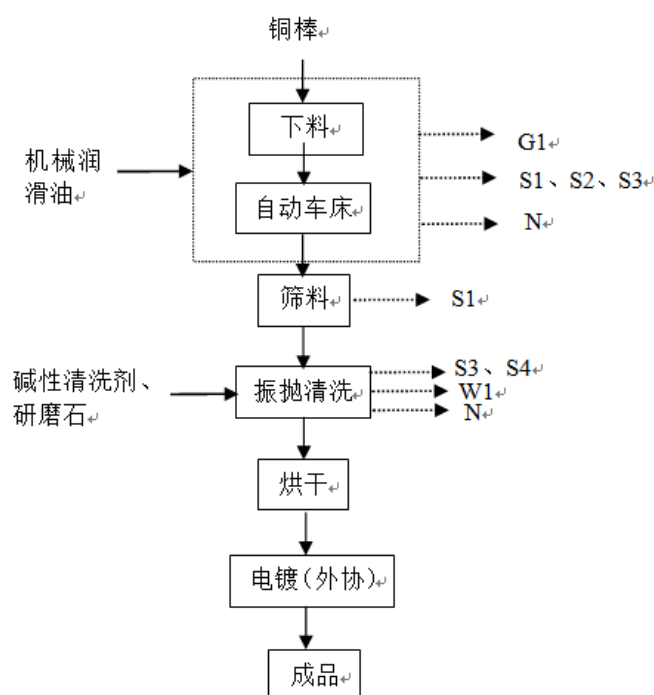 铜棒
下料
G1
机械润
滑油
S1、S2、S3
自动车床
N
筛料
S1
碱性清洗剂、
研磨石
振抛清洗
S3、S4
W1
N
烘干
电镀(外协)
成品